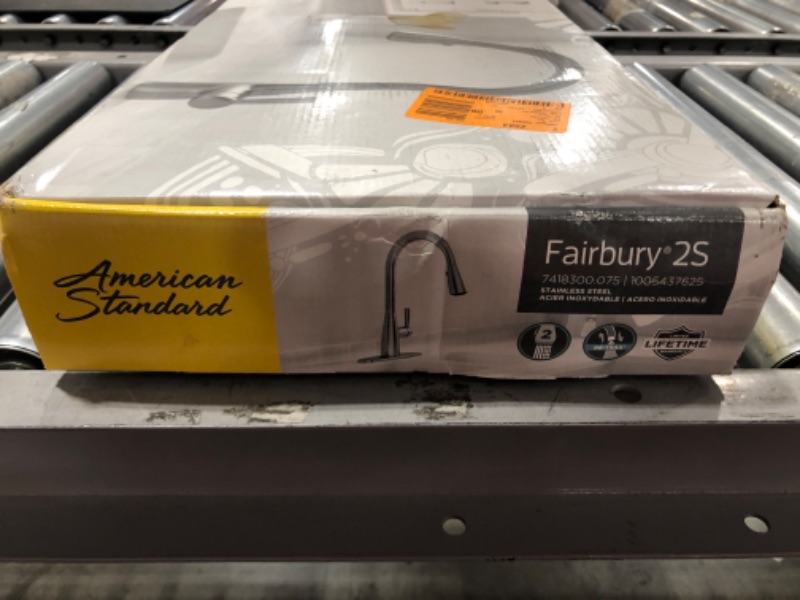 American
Standard
Fairbury® 2S
7418300.075 | 1005437625
STAINLESS STEEL
ACIER INOXYDABLE | ACERO INOXIDABLE
2
LIFETIME